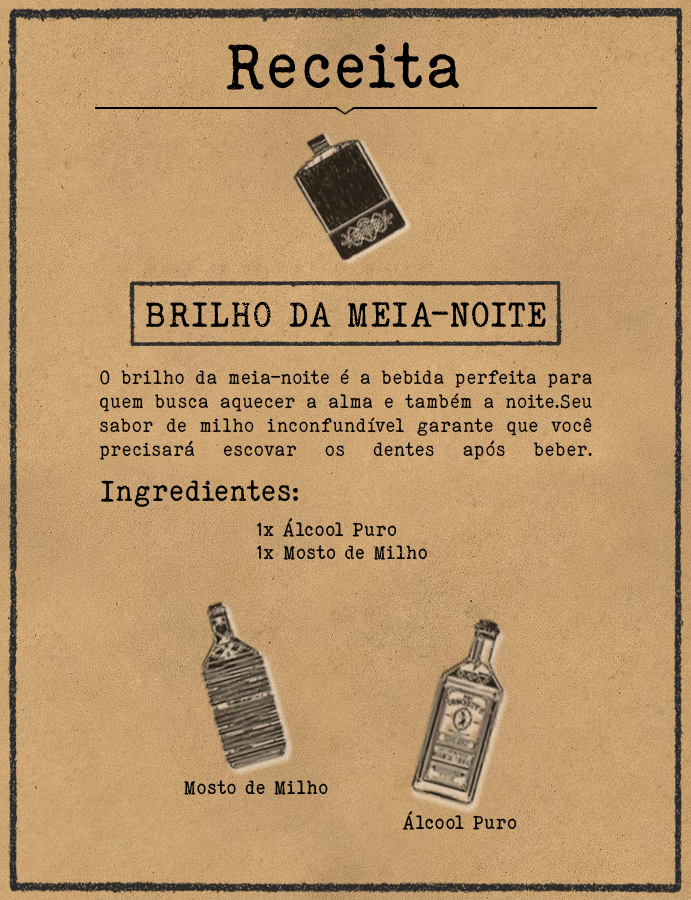 Receita
BRILHO DA MEIA-NOITE
O brilho da meia-noite é a bebida perfeita para
quem busca aquecer a alma e também a noite.Seu
sabor de milho inconfundível garante que você
precisará escovar os dentes após beber.
Ingredientes:
1x Álcool Puro
1x Mosto de Milho
Mosto de Milho
Álcool Puro